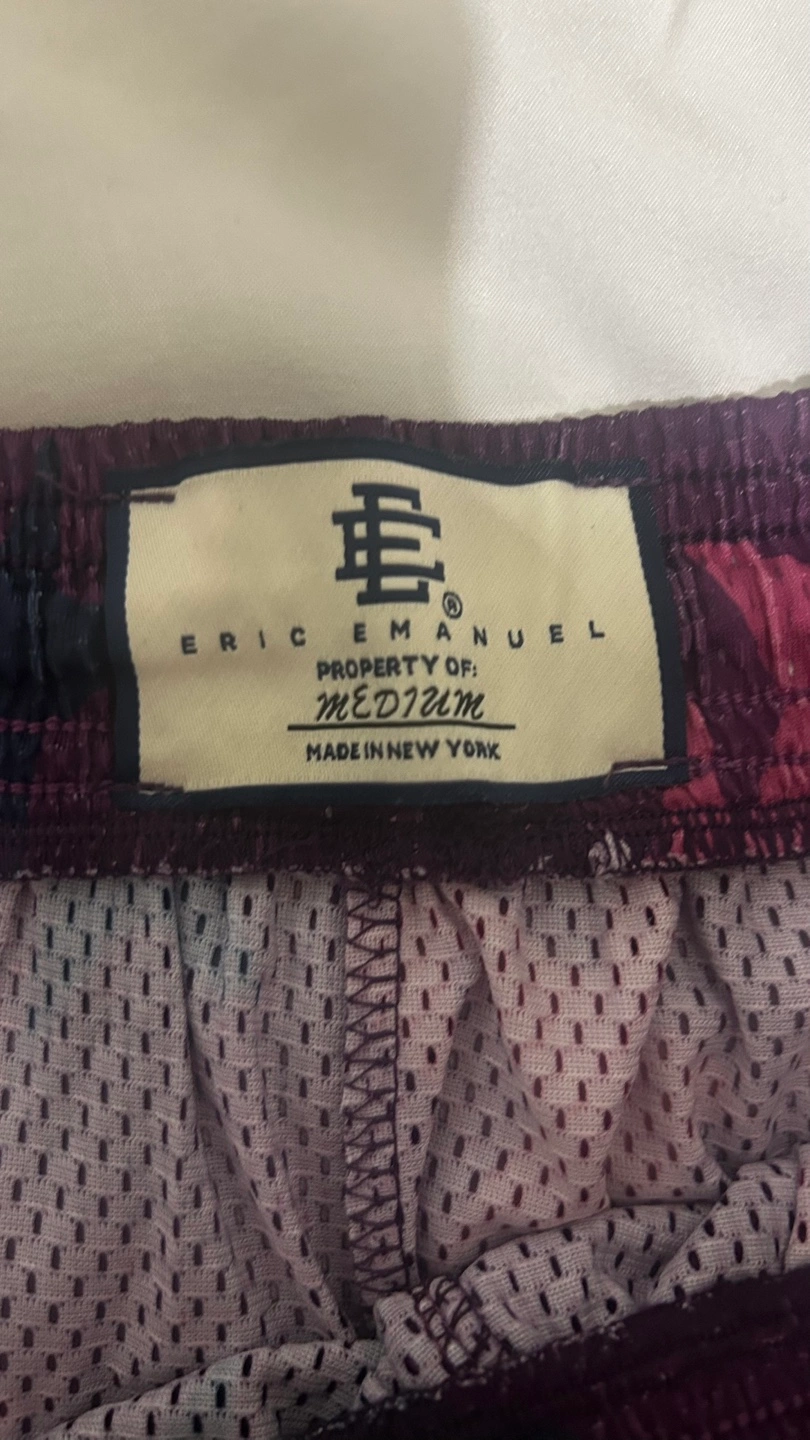 EE®
ERIC EMANUEL
PROPERTY OF:
MEDIUM
MADE IN NEW YORK